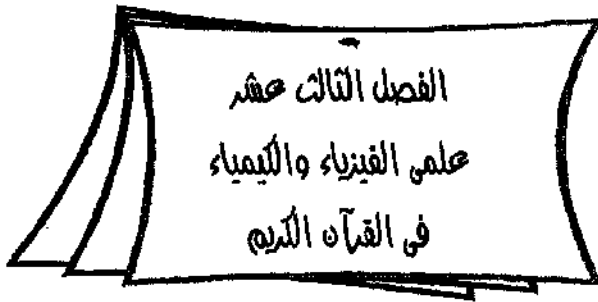 الفصل الثالث عشر
علمى الفيزياء والكيمياء
فى القرآن الكريم